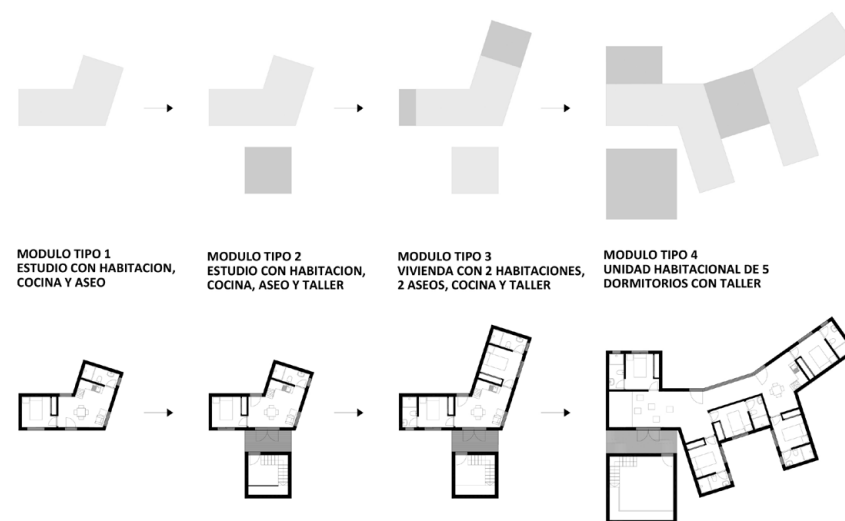 MODULO TIPO 1
ESTUDIO CON HABITACION,
COCINA Y ASEO
MODULO TIPO 2
ESTUDIO CON HABITACION,
COCINA, ASEO Y TALLER
MODULO TIPO 3
VIVIENDA CON 2 HABITACIONES,
2 ASEOS, COCINA Y TALLER
MODULO TIPO 4
UNIDAD HABITACIONAL DE 5
DORMITORIOS CON TALLER